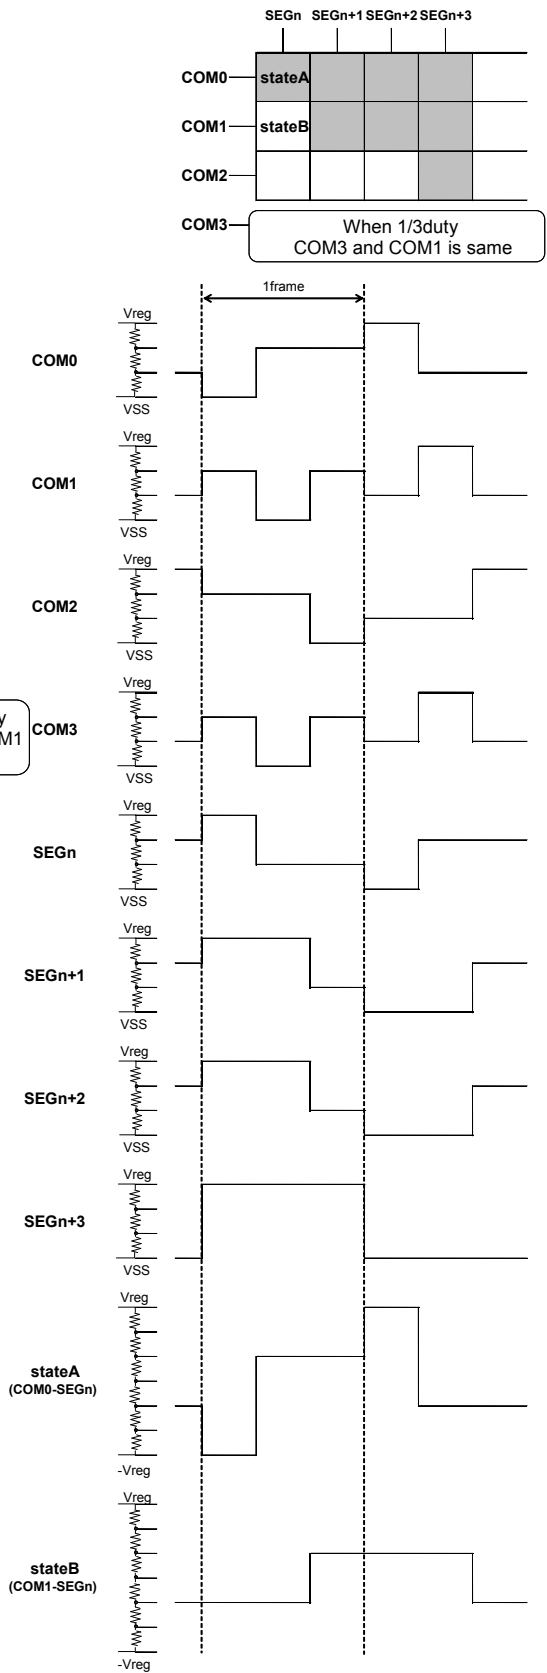 SEGn SEGn+1 SEGn+2 SEGn+3
COM0 stateA
COM1 stateB
COM2
COM3
When 1/3duty
COM3 and COM1 is same
1frame
Vreg
COM0
VSS
Vreg
COM1
VSS
Vreg
COM2
VSS
Vreg
y
COM3
M1
VSS
Vreg
SEGn
VSS
Vreg
SEGn+1
VSS
Vreg
SEGn+2
VSS
Vreg
SEGn+3
VSS
Vreg
stateA
(COM0-SEGn)
-Vreg
Vreg
stateB
(COM1-SEGn)
-Vreg